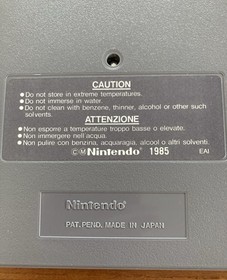 CAUTION
●Do not store in extreme temperatures.
●Do not immerse in water.
●Do not clean with benzene, thinner, alcohol or other such
solvents.
ATTENZIONE
●Non esporre a temperature troppo basse o elevate.
●Non immergere nell'acqua.
●Non pulire con benzina, acquaragia, alcool o altri solventi.
©ⓂNintendo® 1985 EAI
Nintendo®
PAT. PEND. MADE IN JAPAN